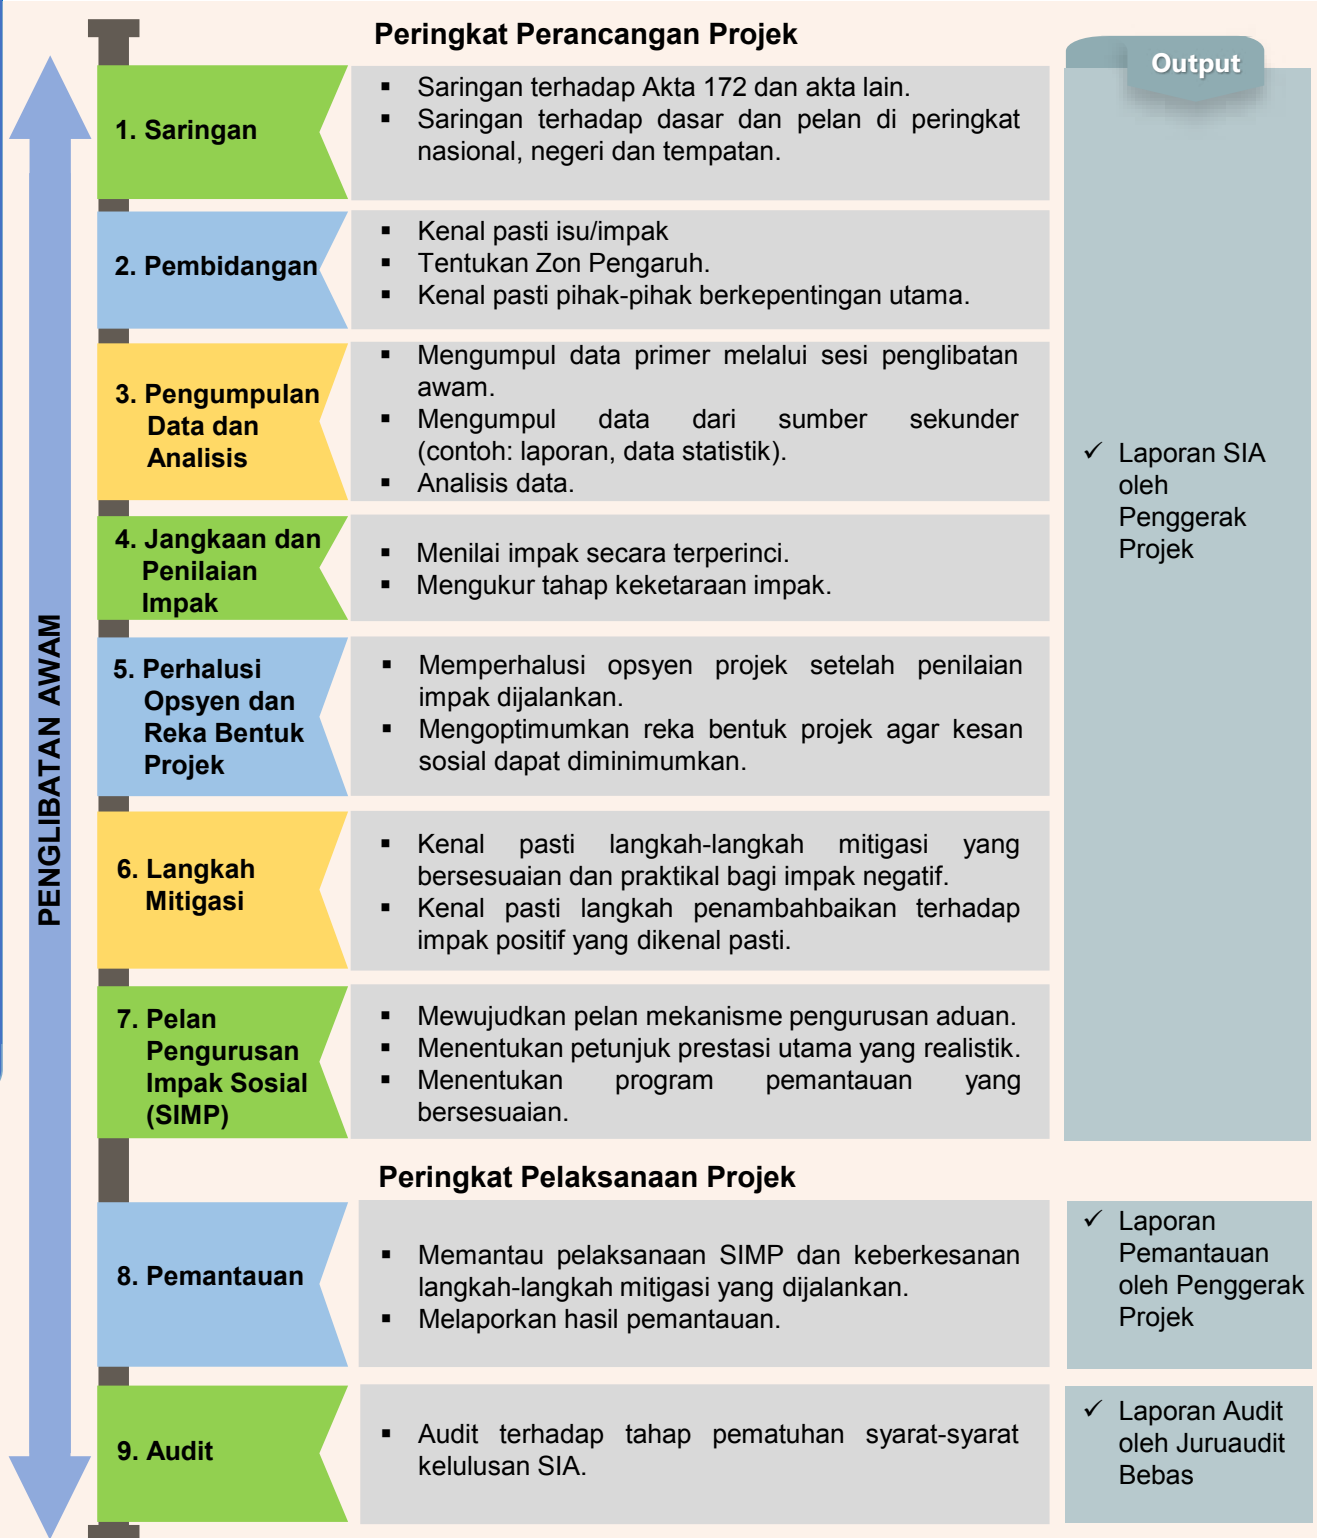 Peringkat Perancangan Projek
Output
PENGLIBATAN AWAM
1. Saringan
▪ Saringan terhadap Akta 172 dan akta lain.
▪ Saringan terhadap dasar dan pelan di peringkat
nasional, negeri dan tempatan.
2. Pembidangan
▪ Kenal pasti isu/impak
▪ Tentukan Zon Pengaruh.
▪ Kenal pasti pihak-pihak berkepentingan utama.
3. Pengumpulan
Data dan
Analisis
▪ Mengumpul data primer melalui sesi penglibatan
awam.
▪ Mengumpul data dari sumber sekunder
(contoh: laporan, data statistik).
▪ Analisis data.
4. Jangkaan dan
Penilaian
Impak
▪ Menilai impak secara terperinci.
▪ Mengukur tahap keketaraan impak.
5. Perhalusi
Opsyen dan
Reka Bentuk
Projek
▪ Memperhalusi opsyen projek setelah penilaian
impak dijalankan.
▪ Mengoptimumkan reka bentuk projek agar kesan
sosial dapat diminimumkan.
6. Langkah
Mitigasi
▪ Kenal pasti langkah-langkah mitigasi yang
bersesuaian dan praktikal bagi impak negatif.
▪ Kenal pasti langkah penambahbaikan terhadap
impak positif yang dikenal pasti.
7. Pelan
Pengurusan
Impak Sosial
(SIMP)
▪ Mewujudkan pelan mekanisme pengurusan aduan.
▪ Menentukan petunjuk prestasi utama yang realistik.
▪ Menentukan program pemantauan yang
bersesuaian.
✓ Laporan SIA
oleh
Penggerak
Projek
Peringkat Pelaksanaan Projek
8. Pemantauan
▪ Memantau pelaksanaan SIMP dan keberkesanan
langkah-langkah mitigasi yang dijalankan.
▪ Melaporkan hasil pemantauan.
✓ Laporan
Pemantauan
oleh Penggerak
Projek
9. Audit
▪ Audit terhadap tahap pematuhan syarat-syarat
kelulusan SIA.
✓ Laporan Audit
oleh Juruaudit
Bebas